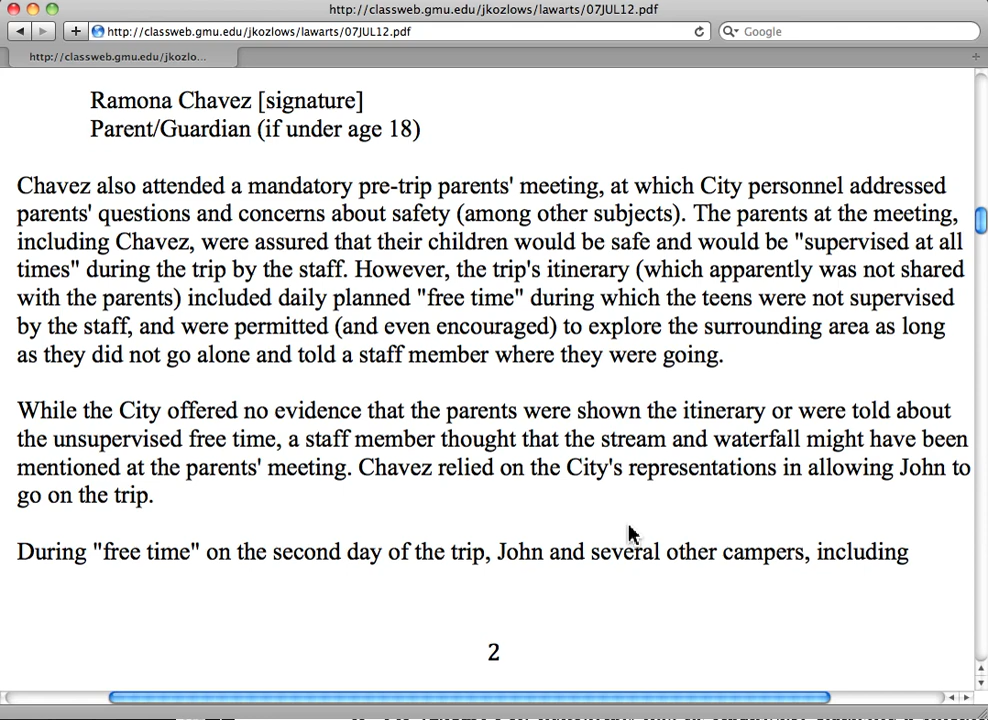 http://classweb.gmu.edu/jkozlows/lawarts/07JUL12.pdf
http://classweb.gmu.edu/jkozlows/lawarts/07JUL12.pdf
Google
http://classweb.gmu.edu/jkozlo...
Ramona Chavez [signature]
Parent/Guardian (if under age 18)
Chavez also attended a mandatory pre-trip parents' meeting, at which City personnel addressed
parents' questions and concerns about safety (among other subjects). The parents at the meeting,
including Chavez, were assured that their children would be safe and would be "supervised at all
times" during the trip by the staff. However, the trip's itinerary (which apparently was not shared
with the parents) included daily planned "free time" during which the teens were not supervised
by the staff, and were permitted (and even encouraged) to explore the surrounding area as long
as they did not go alone and told a staff member where they were going.
While the City offered no evidence that the parents were shown the itinerary or were told about
the unsupervised free time, a staff member thought that the stream and waterfall might have been
mentioned at the parents' meeting. Chavez relied on the City's representations in allowing John to
go on the trip.
During "free time" on the second day of the trip, John and several other campers, including
2